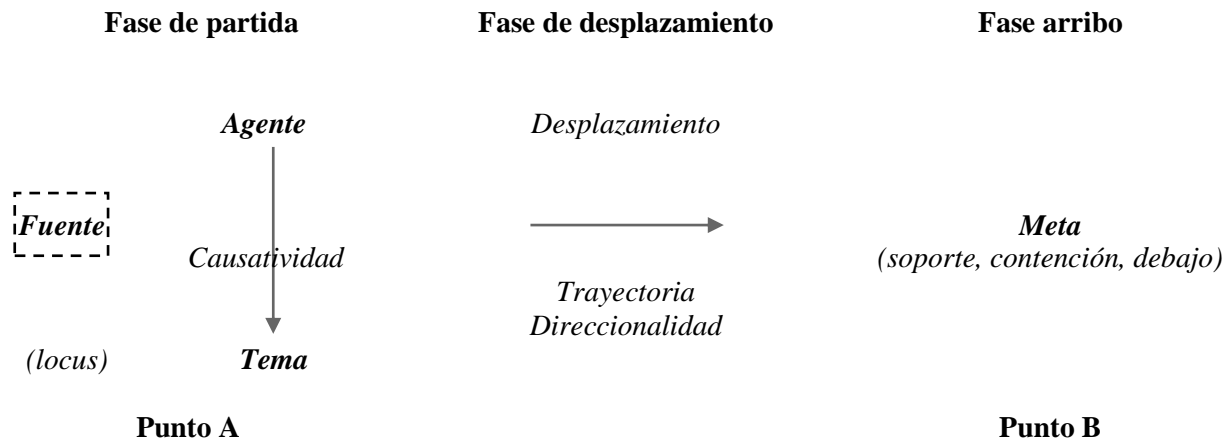 Fase de partida Fase de desplazamiento Fase arribo
Agente Desplazamiento
Fuente Meta
Causatividad (soporte, contención, debajo)
Trayectoria
Direccionalidad
(locus) Tema
Punto A Punto B